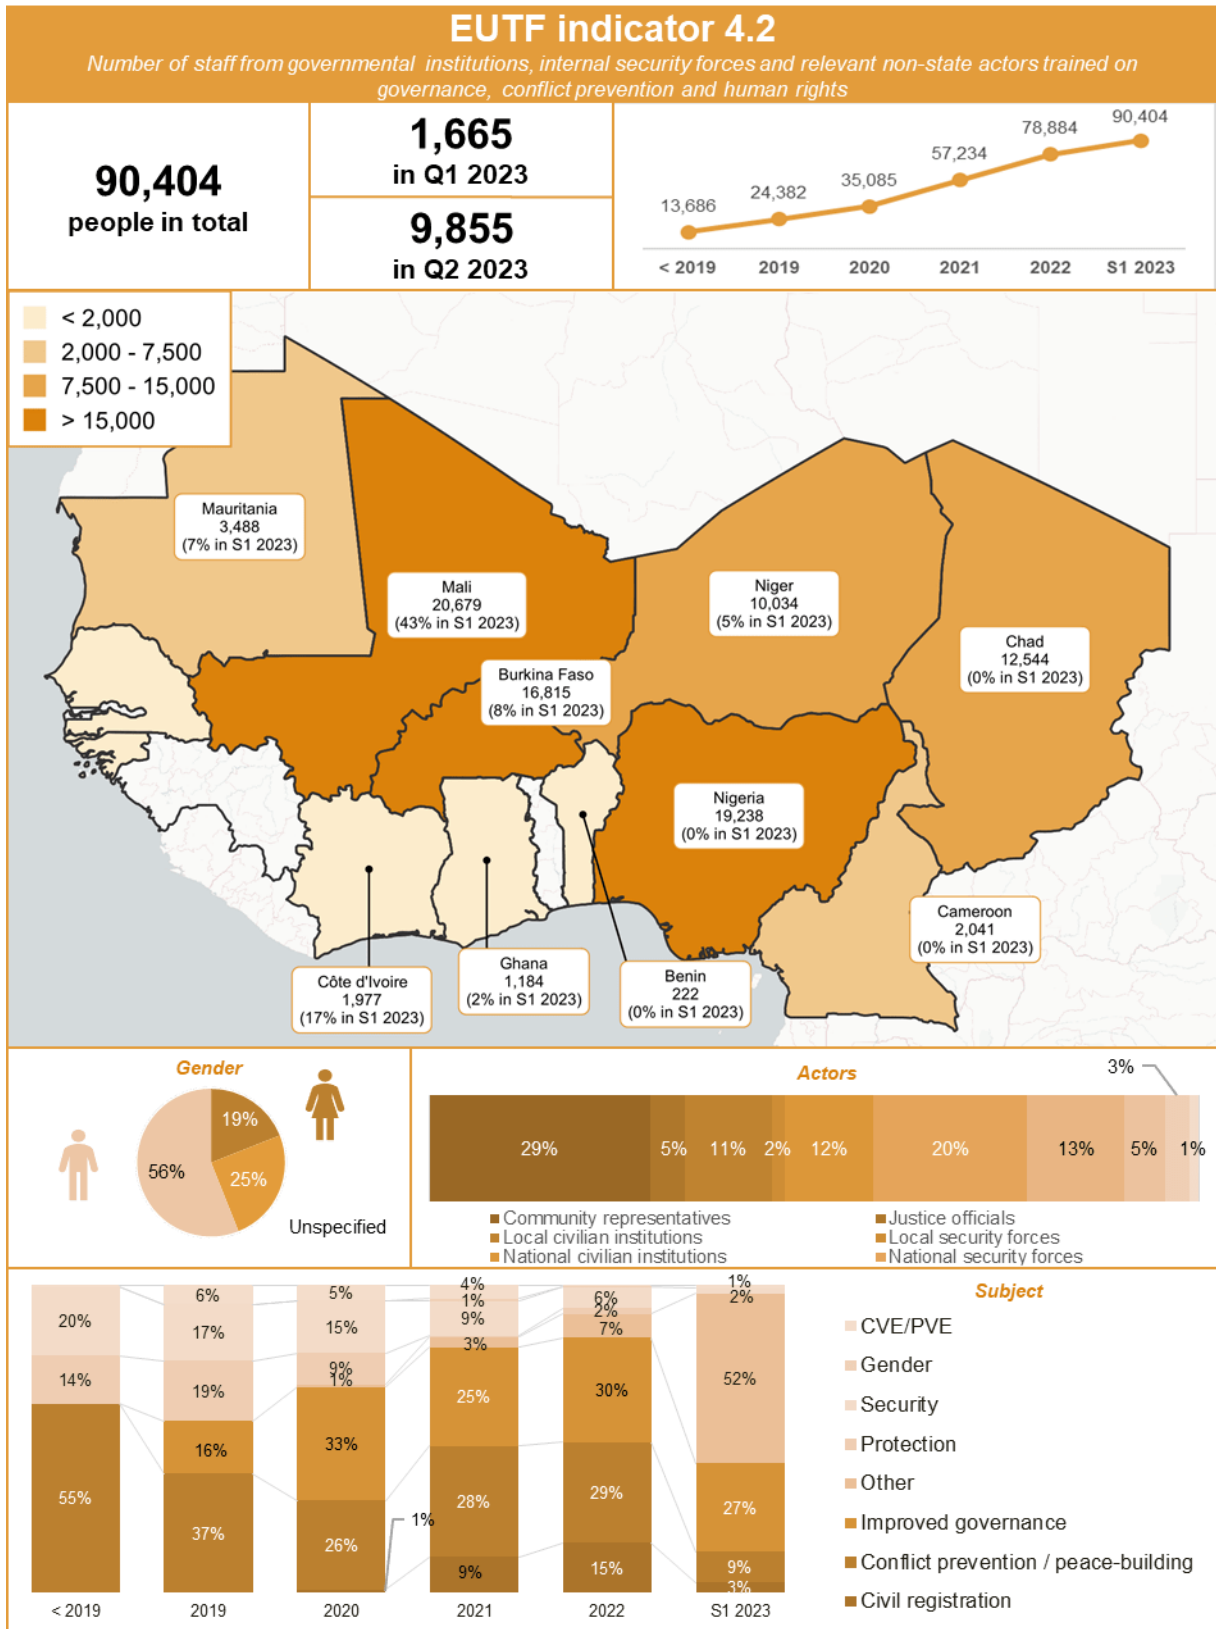 EUTF indicator 4.2
Number of staff from governmental institutions, internal security forces and relevant non-state actors trained on
governance, conflict prevention and human rights
90,404
people in total
1,665
in Q1 2023
9,855
in Q2 2023
13,686
24,382
35,085
57,234
78,884
90,404
< 2019
2019
2020
2021
2022
S1 2023
< 2,000
2,000 - 7,500
7,500 - 15,000
> 15,000
Mauritania
3,488
(7% in S1 2023)
Mali
20,679
(43% in S1 2023)
Niger
10,034
(5% in S1 2023)
Chad
12,544
(0% in S1 2023)
Burkina Faso
16,815
(8% in S1 2023)
Nigeria
19,238
(0% in S1 2023)
Cameroon
2,041
(0% in S1 2023)
Côte d'Ivoire
1,977
(17% in S1 2023)
Ghana
1,184
(2% in S1 2023)
Benin
222
(0% in S1 2023)
Gender
19%
25%
56%
Unspecified
Actors
3%
29%
5%
11%
2%
12%
20%
13%
5%
1%
Community representatives
Justice officials
Local civilian institutions
Local security forces
National civilian institutions
National security forces
20%
14%
55%
< 2019
6%
17%
19%
16%
37%
2019
5%
15%
9%
1%
33%
26%
1%
2020
4%
1%
9%
3%
25%
28%
9%
2021
6%
2%
7%
30%
29%
15%
2022
1%
2%
52%
27%
9%
3%
S1 2023
Subject
CVE/PVE
Gender
Security
Protection
Other
Improved governance
Conflict prevention / peace-building
Civil registration